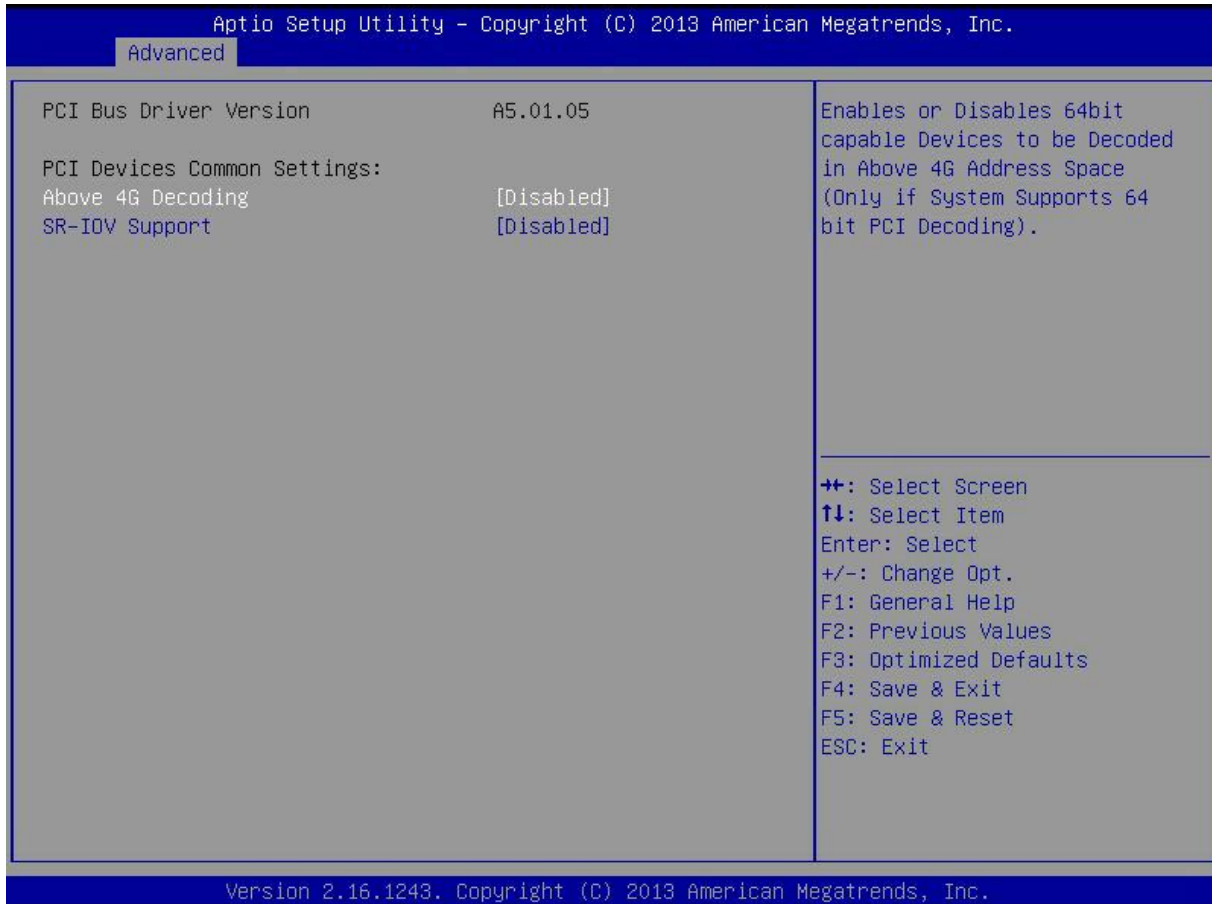 Aptio Setup Utility – Copyright (C) 2013 American Megatrends, Inc.
Advanced
PCI Bus Driver Version A5.01.05
PCI Devices Common Settings:
Above 4G Decoding [Disabled]
SR-IOV Support [Disabled]
Enables or Disables 64bit
capable Devices to be Decoded
in Above 4G Address Space
(Only if System Supports 64
bit PCI Decoding).
→←: Select Screen
↑↓: Select Item
Enter: Select
+/-: Change Opt.
F1: General Help
F2: Previous Values
F3: Optimized Defaults
F4: Save & Exit
F5: Save & Reset
ESC: Exit
Version 2.16.1243. Copyright (C) 2013 American Megatrends, Inc.